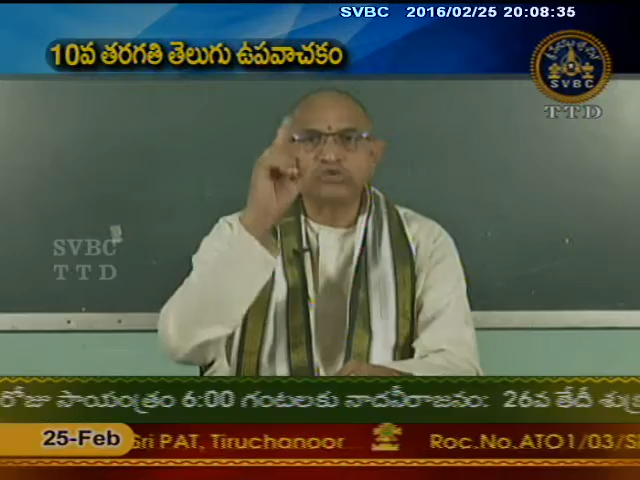 SVBC 2016/02/25 20:08:35
10వ తరగతి తెలుగు ఉపవాచకం
SVBC
TTD
SVBC
TTD
రోజు సాయంత్రం 6:00 గంటలకు నాదనీరాజనం: 26వ తేదీ
25-Feb Sri PAT, Tiruchanoor Roc.No.ATO1/03/